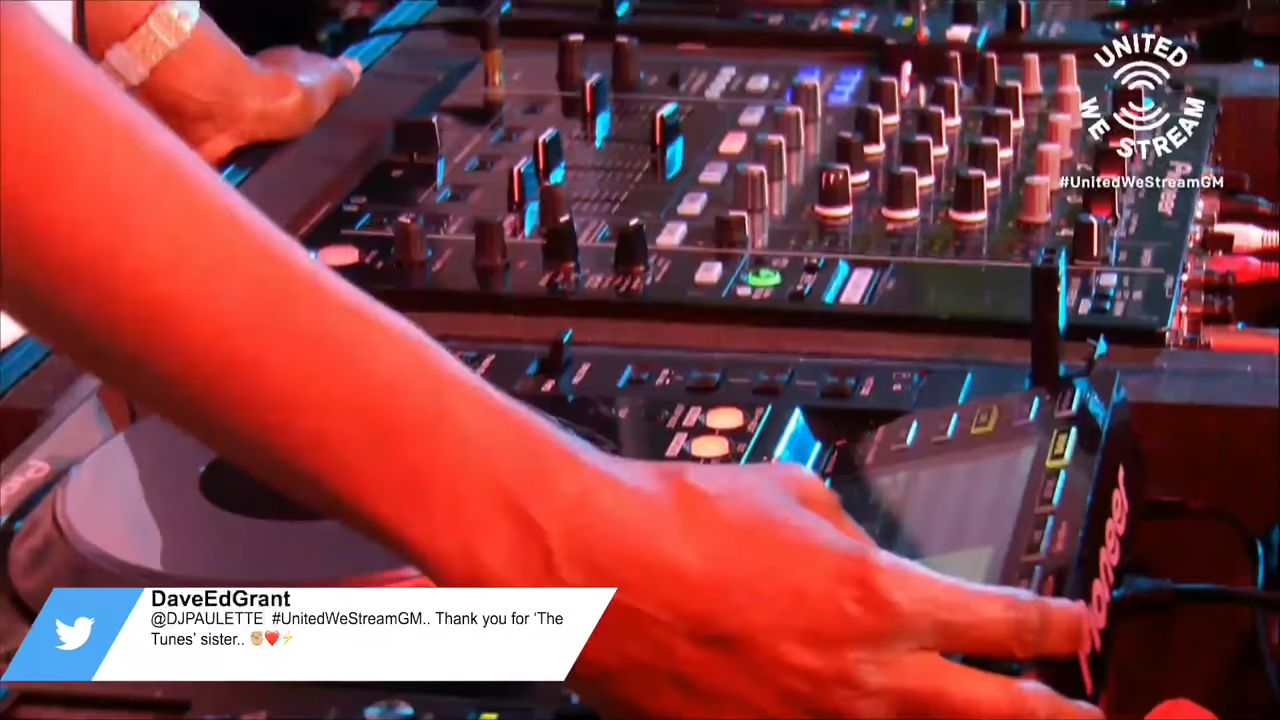 UNITED
WE STREAM
#UnitedWeStreamGM
Pioneer
DaveEdGrant
@DJPAULETTE #UnitedWeStreamGM.. Thank you for ‘The
Tunes’ sister.. ✊🏼❤️⚡